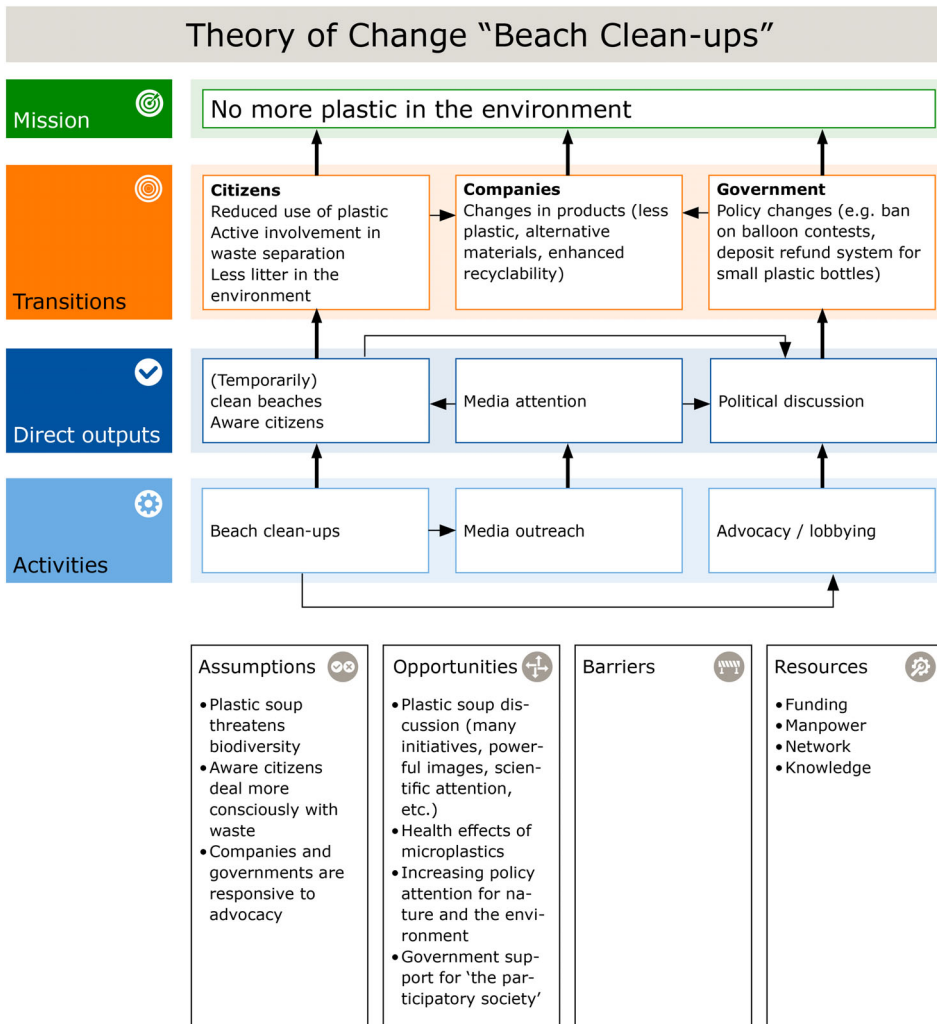 Theory of Change “Beach Clean-ups”
Mission
No more plastic in the environment
Transitions
Citizens
Reduced use of plastic
Active involvement in
waste separation
Less litter in the
environment
Companies
Changes in products (less
plastic, alternative
materials, enhanced
recyclability)
Government
Policy changes (e.g. ban
on balloon contests,
deposit refund system for
small plastic bottles)
Direct outputs
(Temporarily)
clean beaches
Aware citizens
Media attention
Political discussion
Activities
Beach clean-ups
Media outreach
Advocacy / lobbying
Assumptions
• Plastic soup
threatens
biodiversity
• Aware citizens
deal more
consciously with
waste
• Companies and
governments are
responsive to
advocacy
Opportunities
• Plastic soup dis-
cussion (many
initiatives, power-
ful images, scien-
tific attention,
etc.)
• Health effects of
microplastics
• Increasing policy
attention for na-
ture and the envi-
ronment
• Government sup-
port for ‘the par-
ticipatory society’
Barriers
Resources
• Funding
• Manpower
• Network
• Knowledge